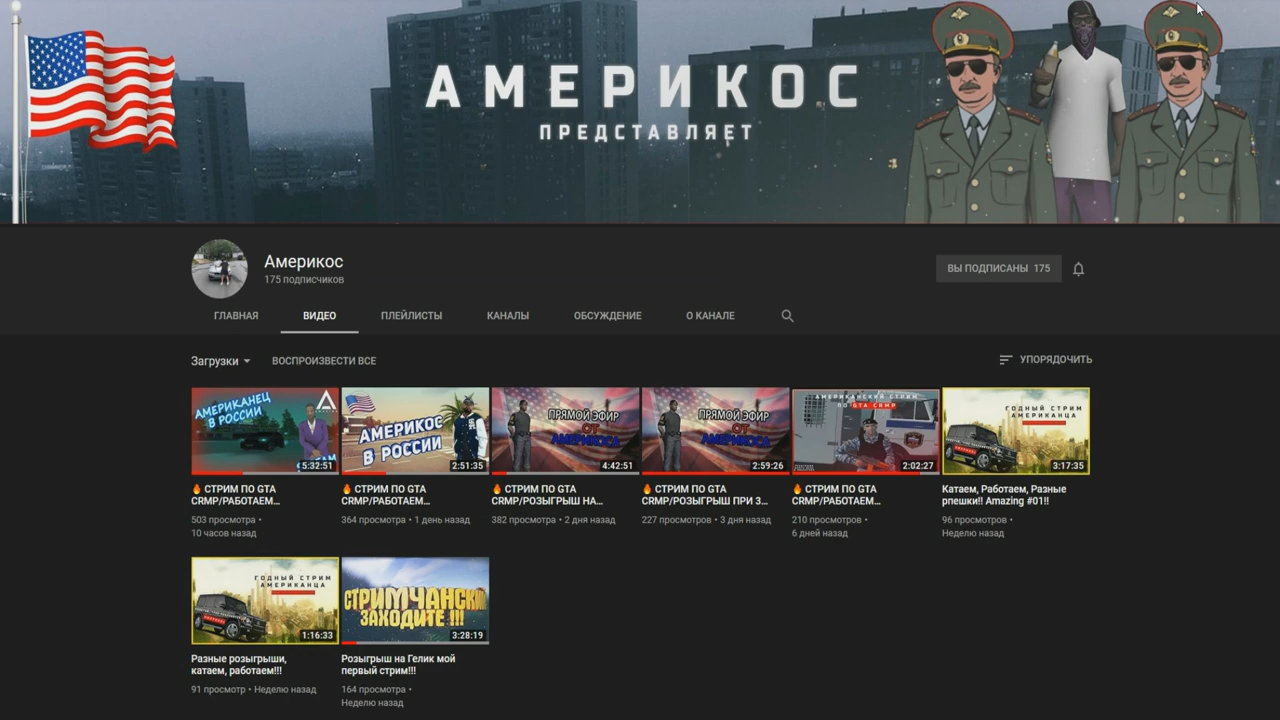 АМЕРИКОС
ПРЕДСТАВЛЯЕТ
Америкос
175 подписчиков
ВЫ ПОДПИСАНЫ 175
ГЛАВНАЯ ВИДЕО ПЛЕЙЛИСТЫ КАНАЛЫ ОБСУЖДЕНИЕ О КАНАЛЕ
Загрузки ВОСПРОИЗВЕСТИ ВСЕ УПОРЯДОЧИТЬ
АМЕРИКАНЕЦ
В РОССИИ
5:32:51
АМЕРИКОС
В РОССИИ
2:51:35
ПРЯМОЙ ЭФИР
ОТ
АМЕРИКОСА
4:42:51
ПРЯМОЙ ЭФИР
ОТ
АМЕРИКОСА
2:59:26
АМЕРИКАНСКИЙ СТРИМ
ПО GTA CRMP
2:02:27
ГОДНЫЙ СТРИМ
АМЕРИКАНЦА
3:17:35
🔥 СТРИМ ПО GTA
CRMP/РАБОТАЕМ...
503 просмотра •
10 часов назад
🔥 СТРИМ ПО GTA
CRMP/РАБОТАЕМ...
364 просмотра • 1 день назад
🔥 СТРИМ ПО GTA
CRMP/РОЗЫГРЫШ НА...
382 просмотра • 2 дня назад
🔥 СТРИМ ПО GTA
CRMP/РОЗЫГРЫШ ПРИ 3...
227 просмотров • 3 дня назад
🔥 СТРИМ ПО GTA
CRMP/РАБОТАЕМ...
210 просмотров •
6 дней назад
Катаем, Работаем, Разные
рпешки!! Amazing #01!!
96 просмотров •
Неделю назад
ГОДНЫЙ СТРИМ
АМЕРИКАНЦА
1:16:33
СТРИМЧАНСКИ
ЗАХОДИТЕ !!!
3:28:19
Разные розыгрыши,
катаем, работаем!!!
91 просмотр • Неделю назад
Розыгрыш на Гелик мой
первый стрим!!!
164 просмотра •
Неделю назад